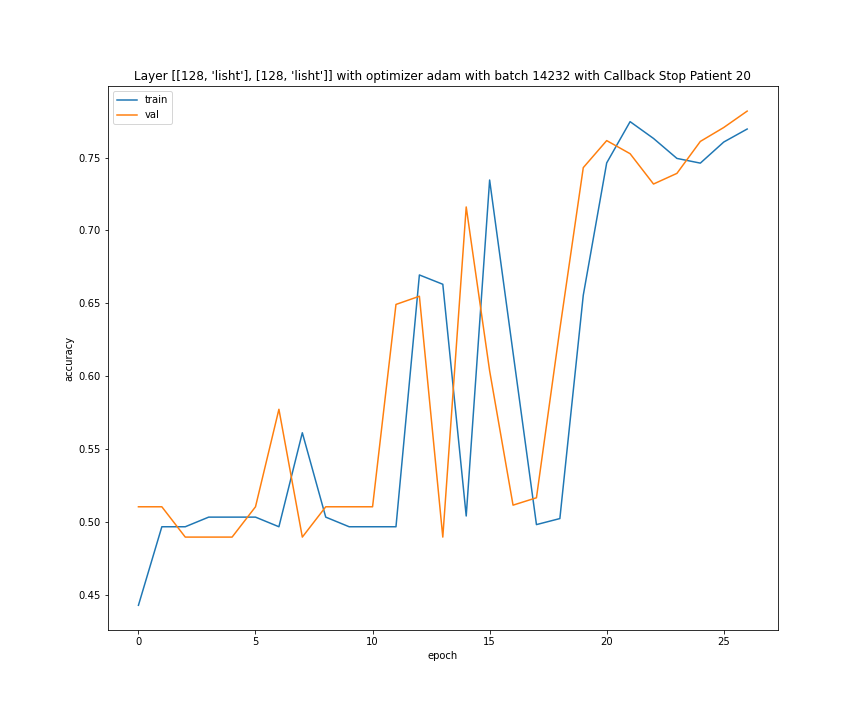 Layer [[128, 'lisht'], [128, 'lisht']] with optimizer adam with batch 14232 with Callback Stop Patient 20
train
val
0.75
0.70
0.65
0.60
0.55
0.50
0.45
accuracy
0 5 10 15 20 25
epoch